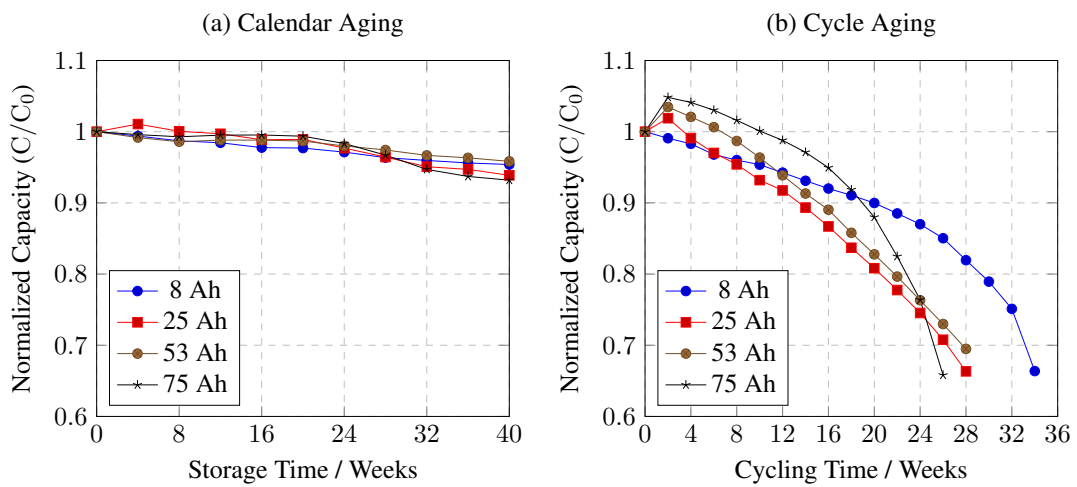 (a) Calendar Aging
Normalized Capacity (C/C0)
1.1
1
0.9
0.8
0.7
0.6
8 Ah
25 Ah
53 Ah
75 Ah
0 8 16 24 32 40
Storage Time / Weeks
(b) Cycle Aging
Normalized Capacity (C/C0)
1.1
1
0.9
0.8
0.7
0.6
8 Ah
25 Ah
53 Ah
75 Ah
0 4 8 12 16 20 24 28 32 36
Cycling Time / Weeks